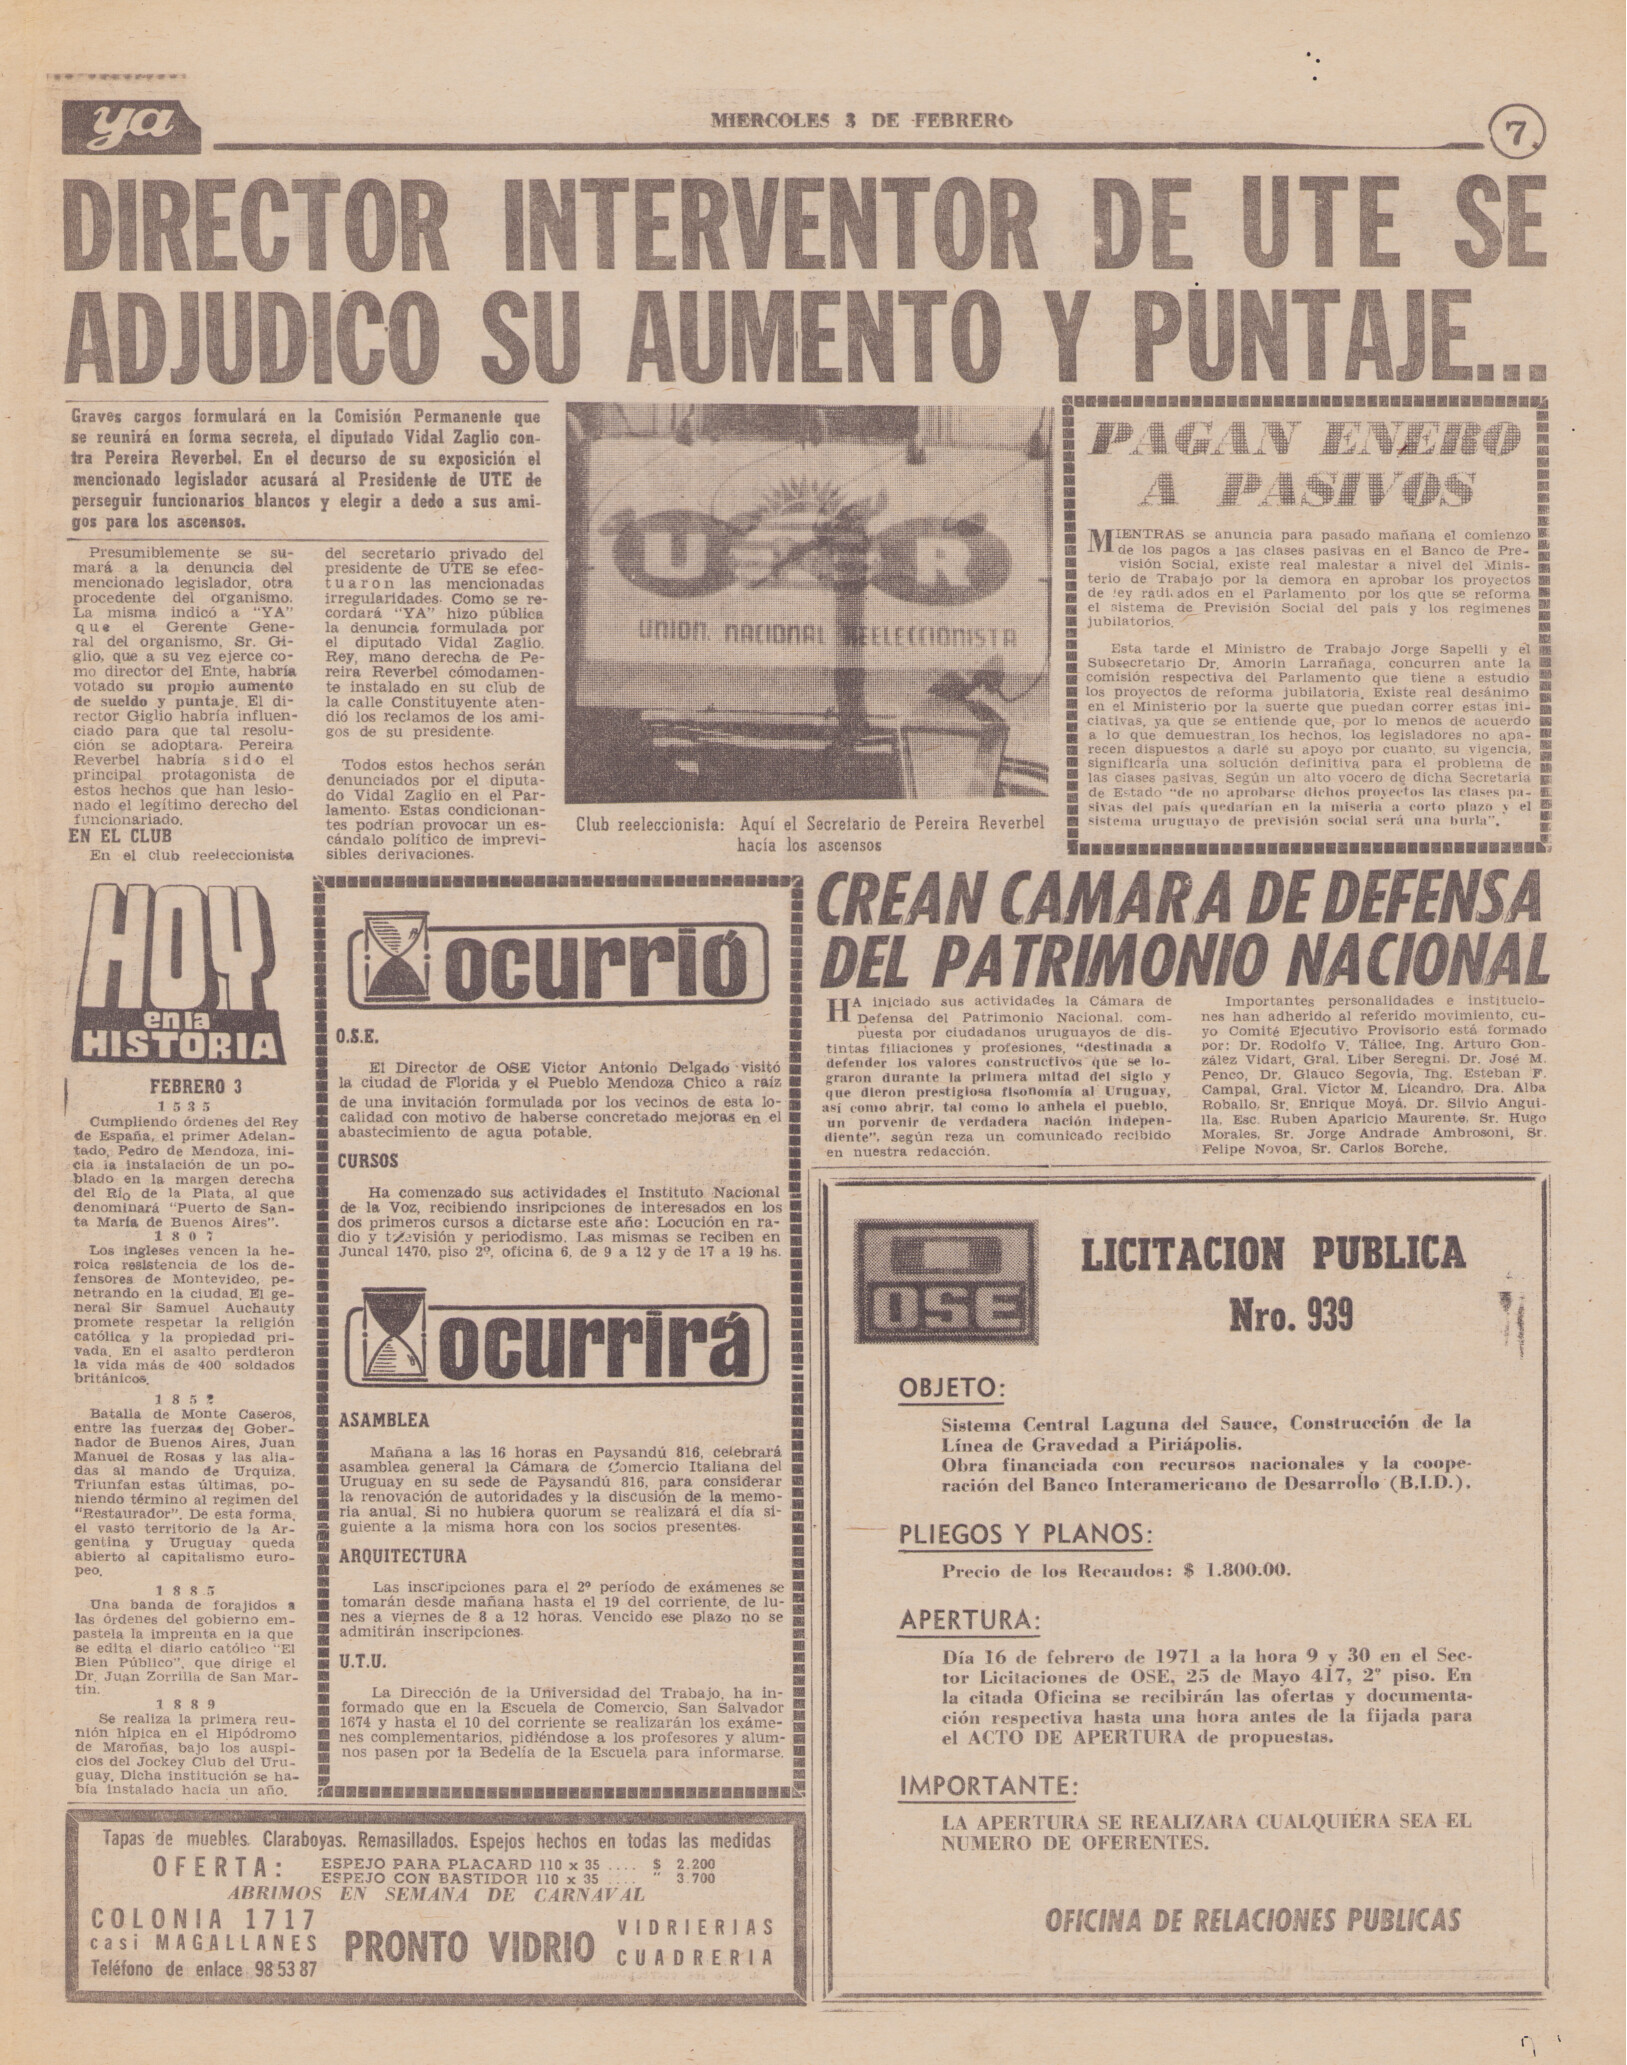 ya
MIERCOLES 3 DE FEBRERO
7
DIRECTOR INTERVENTOR DE UTE SE
ADJUDICO SU AUMENTO Y PUNTAJE...
Graves cargos formulará en la Comisión Permanente que
se reunirá en forma secreta, el diputado Vidal Zaglio con-
tra Pereira Reverbel. En el decurso de su exposición el
mencionado legislador acusará al Presidente de UTE de
perseguir funcionarios blancos y elegir a dedo a sus ami-
gos para los ascensos.
Presumiblemente se su-
mará a la denuncia del
mencionado legislador, otra
procedente del organismo.
La misma indicó a "YA"
que el Gerente Gene-
ral del organismo, Sr. Gi-
glio, que a su vez ejerce co-
mo director del Ente, habría
votado su propio aumento
de sueldo y puntaje. El di-
rector Giglio habría influen-
ciado para que tal resolu-
ción se adoptara. Pereira
Reverbel habría sido el
principal protagonista de
estos hechos que han lesio-
nado el legítimo derecho del
funcionariado.
EN EL CLUB
En el club reeleccionista
del secretario privado del
presidente de UTE se efec-
tuaron las mencionadas
irregularidades. Como se re-
cordará "YA" hizo pública
la denuncia formulada por
el diputado Vidal Zaglio.
Rey, mano derecha de Pe-
reira Reverbel cómodamen-
te instalado en su club de
la calle Constituyente aten-
dió los reclamos de los ami-
gos de su presidente.
Todos estos hechos serán
denunciados por el diputa-
do Vidal Zaglio en el Par-
lamento. Estas condicionan-
tes podrían provocar un es-
cándalo político de imprevi-
sibles derivaciones.
U R
UNION NACIONAL REELECCIONISTA
Club reeleccionista: Aquí el Secretario de Pereira Reverbel
hacía los ascensos
PAGAN ENERO
A PASIVOS
MIENTRAS se anuncia para pasado mañana el comienzo
de los pagos a las clases pasivas en el Banco de Pre-
visión Social, existe real malestar a nivel del Minis-
terio de Trabajo por la demora en aprobar los proyectos
de ley radicados en el Parlamento, por los que se reforma
el sistema de Previsión Social del país y los regimenes
jubilatorios.
Esta tarde el Ministro de Trabajo Jorge Sapelli y el
Subsecretario Dr. Amorin Larrañaga, concurren ante la
comisión respectiva del Parlamento que tiene a estudio
los proyectos de reforma jubilatoria. Existe real desánimo
en el Ministerio por la suerte que puedan correr estas ini-
ciativas, ya que se entiende que, por lo menos de acuerdo
a lo que demuestran los hechos, los legisladores no apa-
recen dispuestos a darle su apoyo por cuanto, su vigencia,
significaría una solución definitiva para el problema de
las clases pasivas. Según un alto vocero de dicha Secretaría
de Estado "de no aprobarse dichos proyectos las clases pa-
sivas del país quedarían en la miseria a corto plazo y el
sistema uruguayo de previsión social será una burla".
HOY
en la
HISTORIA
FEBRERO 3
1535
Cumpliendo órdenes del Rey
de España, el primer Adelan-
tado, Pedro de Mendoza, ini-
cia la instalación de un po-
blado en la margen derecha
del Río de la Plata, al que
denominará "Puerto de San-
ta María de Buenos Aires".
1807
Los ingleses vencen la he-
roica resistencia de los de-
fensores de Montevideo, pe-
netrando en la ciudad. El ge-
neral Sir Samuel Auchauty
promete respetar la religión
católica y la propiedad pri-
vada. En el asalto perdieron
la vida más de 400 soldados
británicos.
1852
Batalla de Monte Caseros,
entre las fuerzas del Gober-
nador de Buenos Aires, Juan
Manuel de Rosas y las alia-
das al mando de Urquiza.
Triunfan estas últimas, po-
niendo término al regimen del
"Restaurador". De esta forma,
el vasto territorio de la Ar-
gentina y Uruguay queda
abierto al capitalismo euro-
peo.
1885
Una banda de forajidos a
las órdenes del gobierno em-
pastela la imprenta en la que
se edita el diario católico "El
Bien Público", que dirige el
Dr. Juan Zorrilla de San Mar-
tín.
1889
Se realiza la primera reu-
nión hípica en el Hipódromo
de Maroñas, bajo los auspi-
cios del Jockey Club del Uru-
guay. Dicha institución se ha-
bía instalado hacía un año.
ocurrió
O.S.E.
El Director de OSE Victor Antonio Delgado visitó
la ciudad de Florida y el Pueblo Mendoza Chico a raíz
de una invitación formulada por los vecinos de esta lo-
calidad con motivo de haberse concretado mejoras en el
abastecimiento de agua potable.
CURSOS
Ha comenzado sus actividades el Instituto Nacional
de la Voz, recibiendo insripciones de interesados en los
dos primeros cursos a dictarse este año: Locución en ra-
dio y televisión y periodismo. Las mismas se reciben en
Juncal 1470, piso 2º, oficina 6, de 9 a 12 y de 17 a 19 hs.
ocurrirá
ASAMBLEA
Mañana a las 16 horas en Paysandú 816, celebrará
asamblea general la Cámara de Comercio Italiana del
Uruguay en su sede de Paysandú 816, para considerar
la renovación de autoridades y la discusión de la memo-
ria anual. Si no hubiera quorum se realizará el día si-
guiente a la misma hora con los socios presentes.
ARQUITECTURA
Las inscripciones para el 2º período de exámenes se
tomarán desde mañana hasta el 19 del corriente, de lu-
nes a viernes de 8 a 12 horas. Vencido ese plazo no se
admitirán inscripciones.
U.T.U.
La Dirección de la Universidad del Trabajo, ha in-
formado que en la Escuela de Comercio, San Salvador
1674 y hasta el 10 del corriente se realizarán los exáme-
nes complementarios, pidiéndose a los profesores y alum-
nos pasen por la Bedelía de la Escuela para informarse.
CREAN CAMARA DE DEFENSA
DEL PATRIMONIO NACIONAL
HA iniciado sus actividades la Cámara de
Defensa del Patrimonio Nacional, com-
puesta por ciudadanos uruguayos de dis-
tintas filiaciones y profesiones, "destinada a
defender los valores constructivos que se lo-
graron durante la primera mitad del siglo y
que dieron prestigiosa fisonomía al Uruguay,
así como abrir, tal como lo anhela el pueblo,
un porvenir de verdadera nación indepen-
diente", según reza un comunicado recibido
en nuestra redacción.
Importantes personalidades e institucio-
nes han adherido al referido movimiento, cu-
yo Comité Ejecutivo Provisorio está formado
por: Dr. Rodolfo V. Tálice, Ing. Arturo Gon-
zález Vidart, Gral. Liber Seregni, Dr. José M.
Penco, Dr. Glauco Segovia, Ing. Esteban F.
Campal, Gral. Victor M. Licandro, Dra. Alba
Roballo, Sr. Enrique Moyá, Dr. Silvio Angui-
lla, Esc. Ruben Aparicio Maurente, Sr. Hugo
Morales, Sr. Jorge Andrade Ambrosoni, Sr.
Felipe Novoa, Sr. Carlos Borche.
OSE
LICITACION PUBLICA
Nro. 939
OBJETO:
Sistema Central Laguna del Sauce, Construcción de la
Línea de Gravedad a Piriápolis.
Obra financiada con recursos nacionales y la coope-
ración del Banco Interamericano de Desarrollo (B.I.D.).
PLIEGOS Y PLANOS:
Precio de los Recaudos: $ 1.800.00.
APERTURA:
Día 16 de febrero de 1971 a la hora 9 y 30 en el Sec-
tor Licitaciones de OSE, 25 de Mayo 417, 2º piso. En
la citada Oficina se recibirán las ofertas y documenta-
ción respectiva hasta una hora antes de la fijada para
el ACTO DE APERTURA de propuestas.
IMPORTANTE:
LA APERTURA SE REALIZARA CUALQUIERA SEA EL
NUMERO DE OFERENTES.
OFICINA DE RELACIONES PUBLICAS
Tapas de muebles. Claraboyas. Remasillados. Espejos hechos en todas las medidas
OFERTA: ESPEJO PARA PLACARD 110 x 35 .... $ 2.200
ESPEJO CON BASTIDOR 110 x 35 .... " 3.700
ABRIMOS EN SEMANA DE CARNAVAL
COLONIA 1717
casi MAGALLANES
Teléfono de enlace 98 53 87
PRONTO VIDRIO
VIDRIERIAS
CUADRERIA